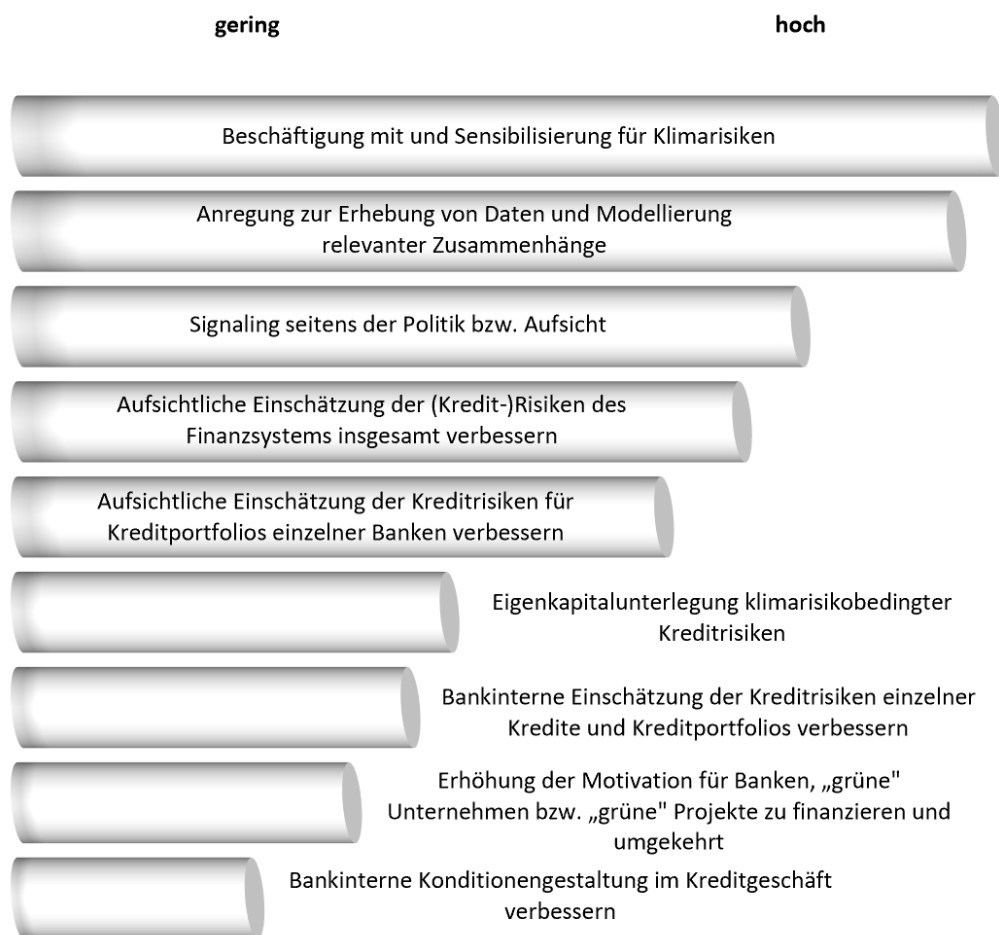 gering
hoch
Beschäftigung mit und Sensibilisierung für Klimarisiken
Anregung zur Erhebung von Daten und Modellierung
relevanter Zusammenhänge
Signaling seitens der Politik bzw. Aufsicht
Aufsichtliche Einschätzung der (Kredit-)Risiken des
Finanzsystems insgesamt verbessern
Aufsichtliche Einschätzung der Kreditrisiken für
Kreditportfolios einzelner Banken verbessern
Eigenkapitalunterlegung klimarisikobedingter
Kreditrisiken
Bankinterne Einschätzung der Kreditrisiken einzelner
Kredite und Kreditportfolios verbessern
Erhöhung der Motivation für Banken, „grüne"
Unternehmen bzw. „grüne" Projekte zu finanzieren und
umgekehrt
Bankinterne Konditionengestaltung im Kreditgeschäft
verbessern